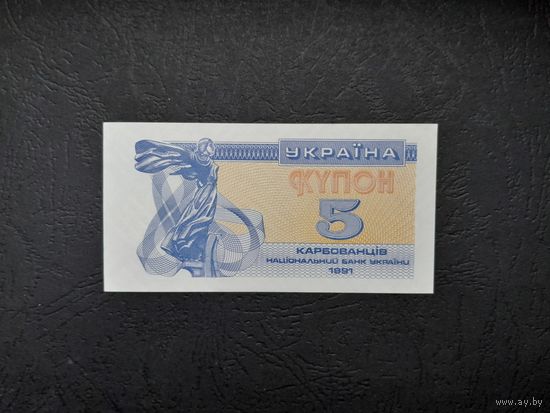 УКРАЇНА
КУПОН
5
КАРБОВАНЦІВ
НАЦІОНАЛЬНИЙ БАНК УКРАЇНИ
1991
www.ay.by